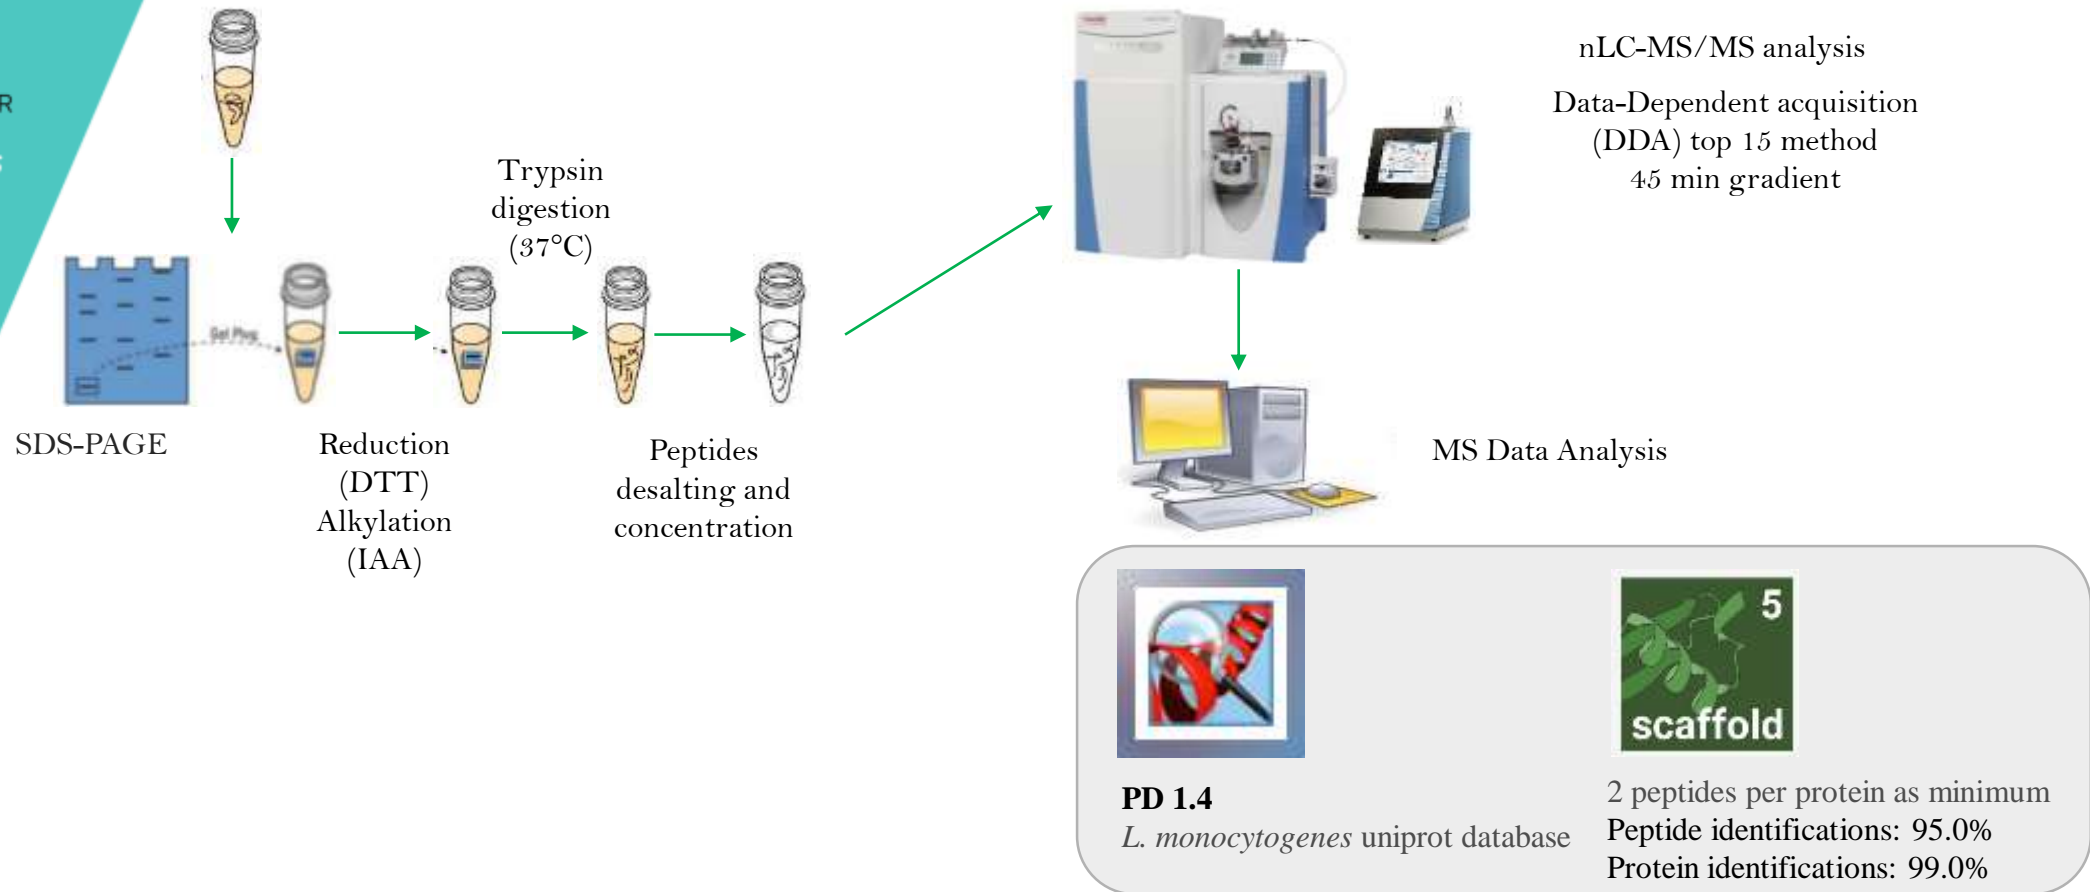 R
S
Trypsin
digestion
(37°C)
Gel Plug
SDS-PAGE
Reduction
(DTT)
Alkylation
(IAA)
Peptides
desalting and
concentration
nLC-MS/MS analysis
Data-Dependent acquisition
(DDA) top 15 method
45 min gradient
MS Data Analysis
5
scaffold
PD 1.4
L. monocytogenes uniprot database
2 peptides per protein as minimum
Peptide identifications: 95.0%
Protein identifications: 99.0%